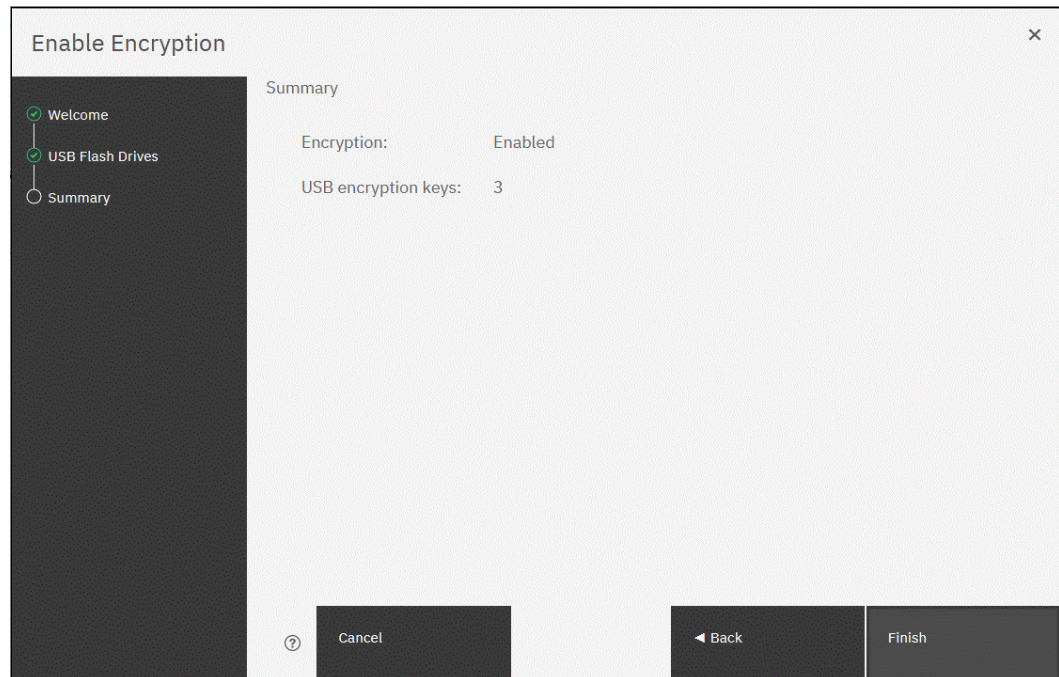 Enable Encryption
×
Welcome
USB Flash Drives
Summary
Summary
Encryption: Enabled
USB encryption keys: 3
?
Cancel
◄ Back
Finish